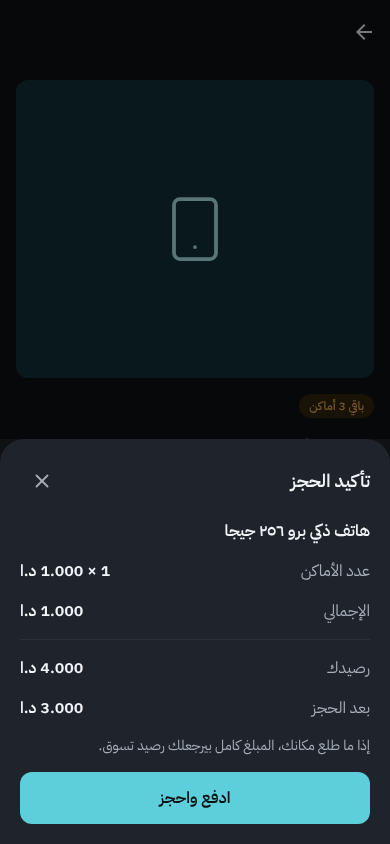 باقي 3 أماكن
تأكيد الحجز
هاتف ذكي برو ٢٥٦ جيجا
عدد الأماكن
1 × 1.000 د.ا
الإجمالي
1.000 د.ا
رصيدك
4.000 د.ا
بعد الحجز
3.000 د.ا
إذا ما طلع مكانك، المبلغ كامل بيرجعلك رصيد تسوق.
ادفع واحجز